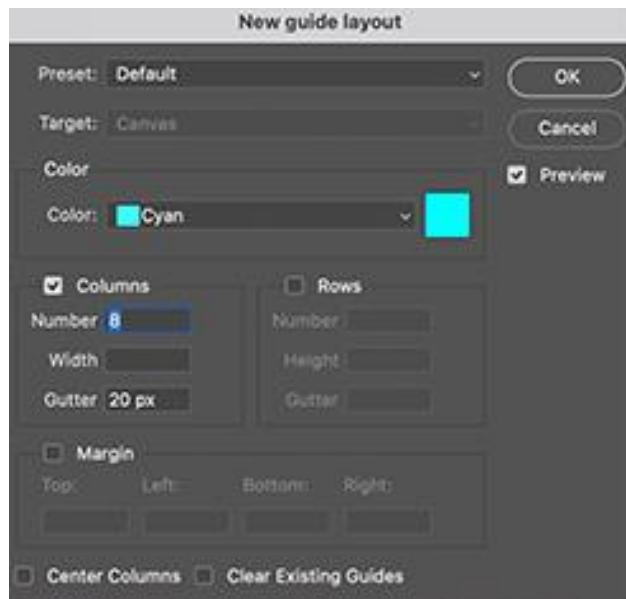 New guide layout
Preset: Default
OK
Target: Canvas
Cancel
Color
Preview
Color: Cyan
Columns
Rows
Number 8
Number
Width
Height
Gutter 20 px
Gutter
Margin
Top: Left: Bottom: Right:
Center Columns Clear Existing Guides